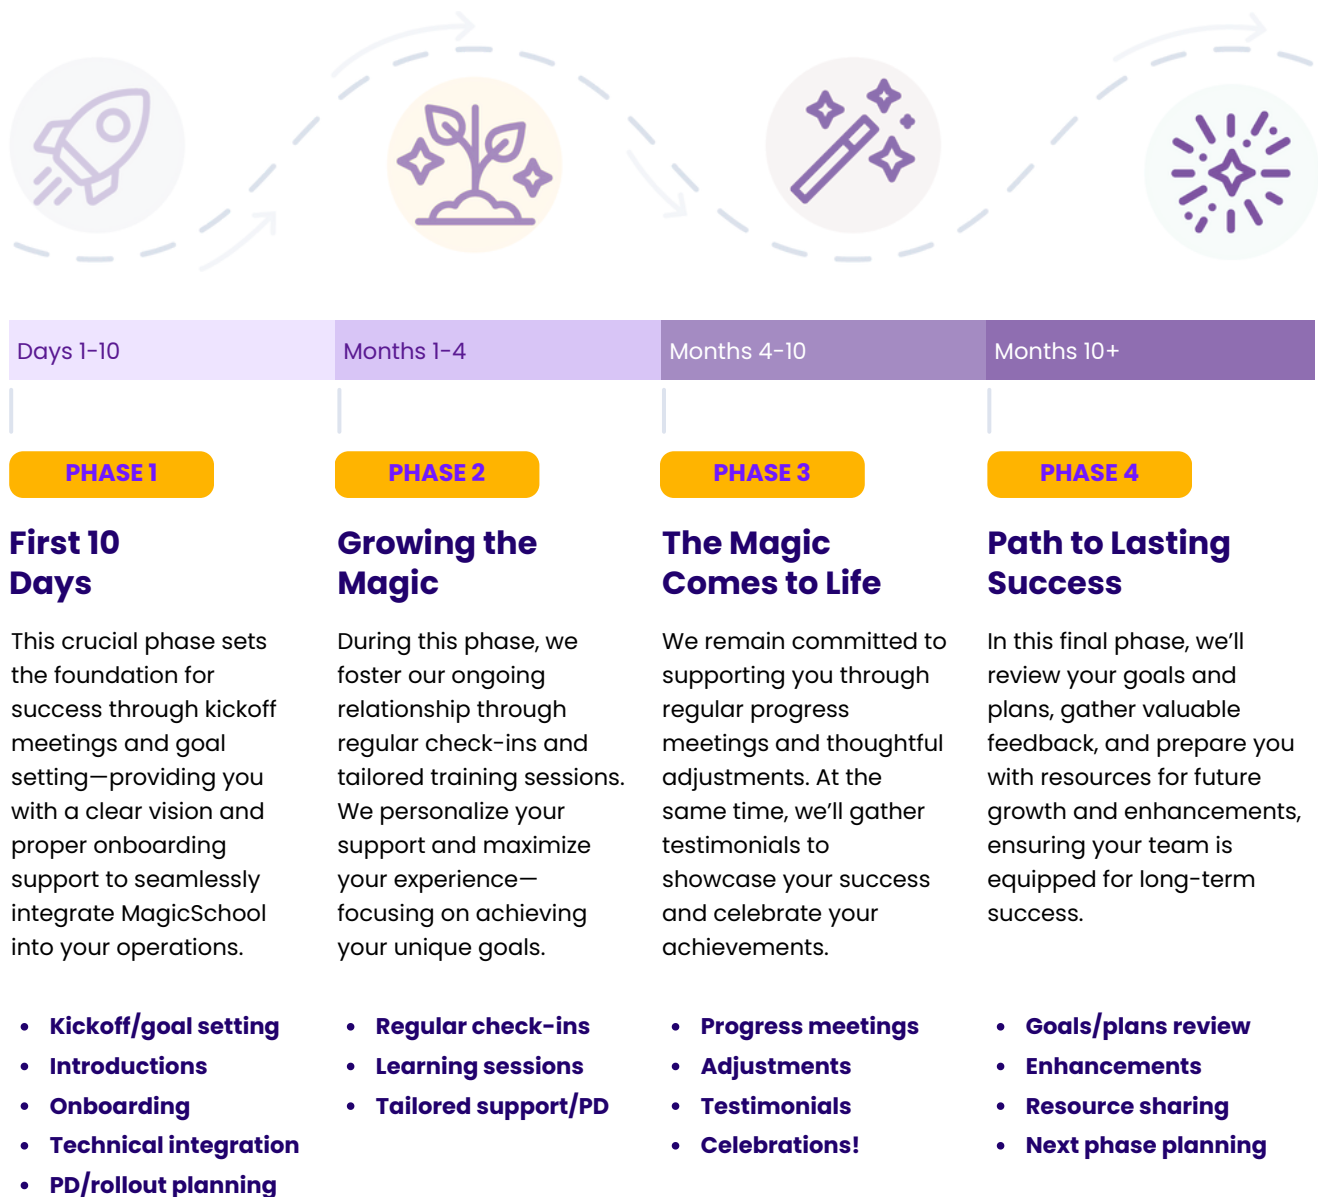 Days 1-10
Months 1-4
Months 4-10
Months 10+
PHASE 1
First 10
Days
This crucial phase sets
the foundation for
success through kickoff
meetings and goal
setting—providing you
with a clear vision and
proper onboarding
support to seamlessly
integrate MagicSchool
into your operations.
• Kickoff/goal setting
• Introductions
• Onboarding
• Technical integration
• PD/rollout planning
PHASE 2
Growing the
Magic
During this phase, we
foster our ongoing
relationship through
regular check-ins and
tailored training sessions.
We personalize your
support and maximize
your experience—
focusing on achieving
your unique goals.
• Regular check-ins
• Learning sessions
• Tailored support/PD
PHASE 3
The Magic
Comes to Life
We remain committed to
supporting you through
regular progress
meetings and thoughtful
adjustments. At the
same time, we’ll gather
testimonials to
showcase your success
and celebrate your
achievements.
• Progress meetings
• Adjustments
• Testimonials
• Celebrations!
PHASE 4
Path to Lasting
Success
In this final phase, we’ll
review your goals and
plans, gather valuable
feedback, and prepare you
with resources for future
growth and enhancements,
ensuring your team is
equipped for long-term
success.
• Goals/plans review
• Enhancements
• Resource sharing
• Next phase planning